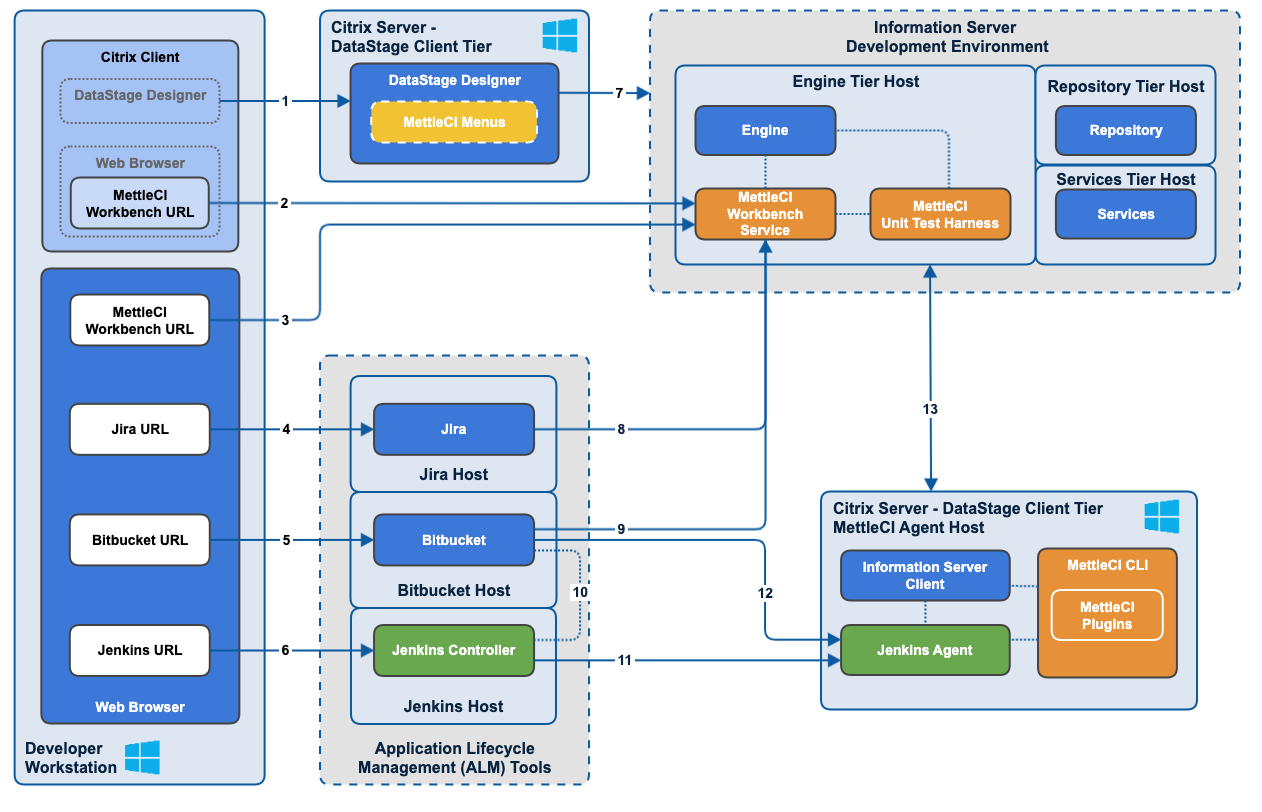 Citrix Client
DataStage Designer
Web Browser
MettleCI
Workbench URL
MettleCI
Workbench URL
Jira URL
Bitbucket URL
Jenkins URL
Web Browser
Developer
Workstation
1
2
3
4
5
6
Citrix Server -
DataStage Client Tier
DataStage Designer
MettleCI Menus
7
Information Server
Development Environment
Engine Tier Host
Engine
MettleCI
Workbench
Service
MettleCI
Unit Test Harness
Repository Tier Host
Repository
Services Tier Host
Services
Jira
Jira Host
Bitbucket
Bitbucket Host
Jenkins Controller
Jenkins Host
Application Lifecycle
Management (ALM) Tools
8
9
10
11
12
13
Citrix Server - DataStage Client Tier
MettleCI Agent Host
Information Server
Client
Jenkins Agent
MettleCI CLI
MettleCI
Plugins